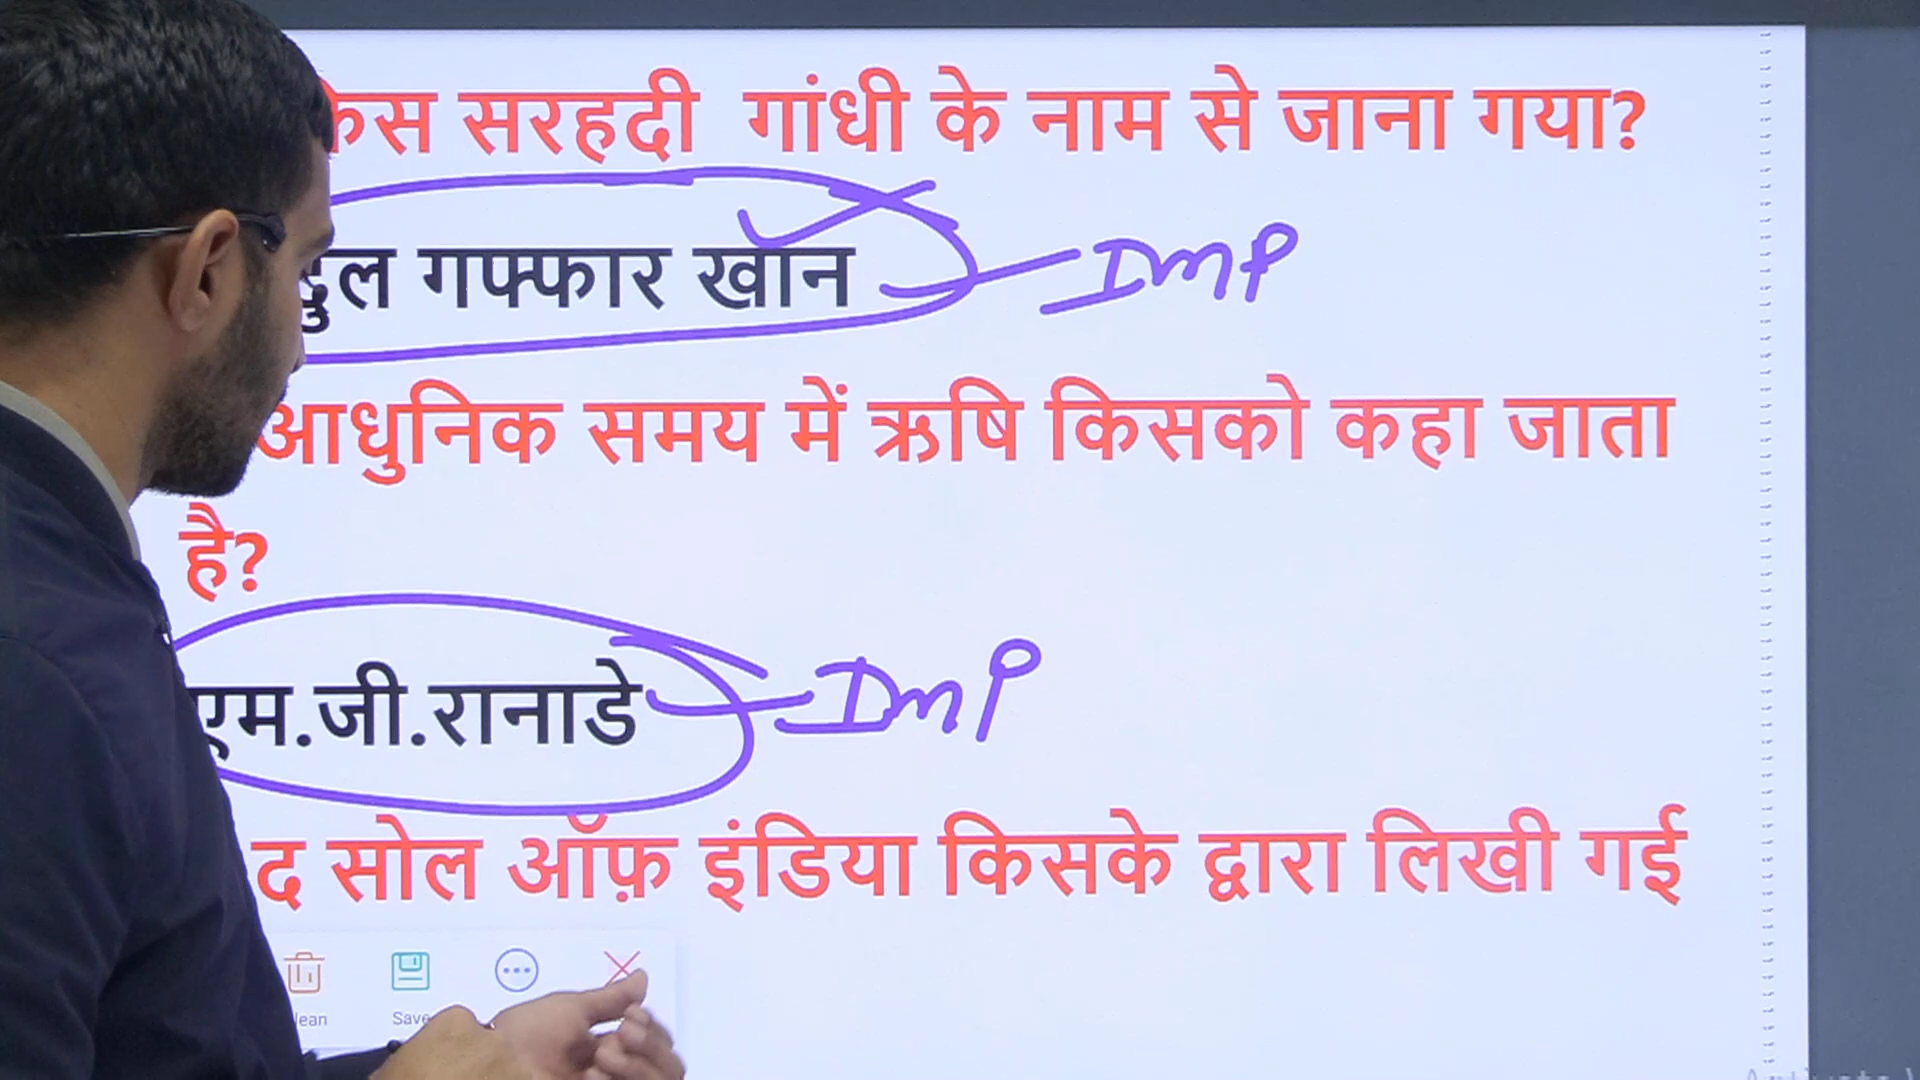 सरहदी गांधी के नाम से जाना गया?
गफ्फार खॉन IMP
आधुनिक समय में ऋषि किसको कहा जाता
है?
एम.जी.रानाडे IMP
द सोल ऑफ़ इंडिया किसके द्वारा लिखी गई
Save